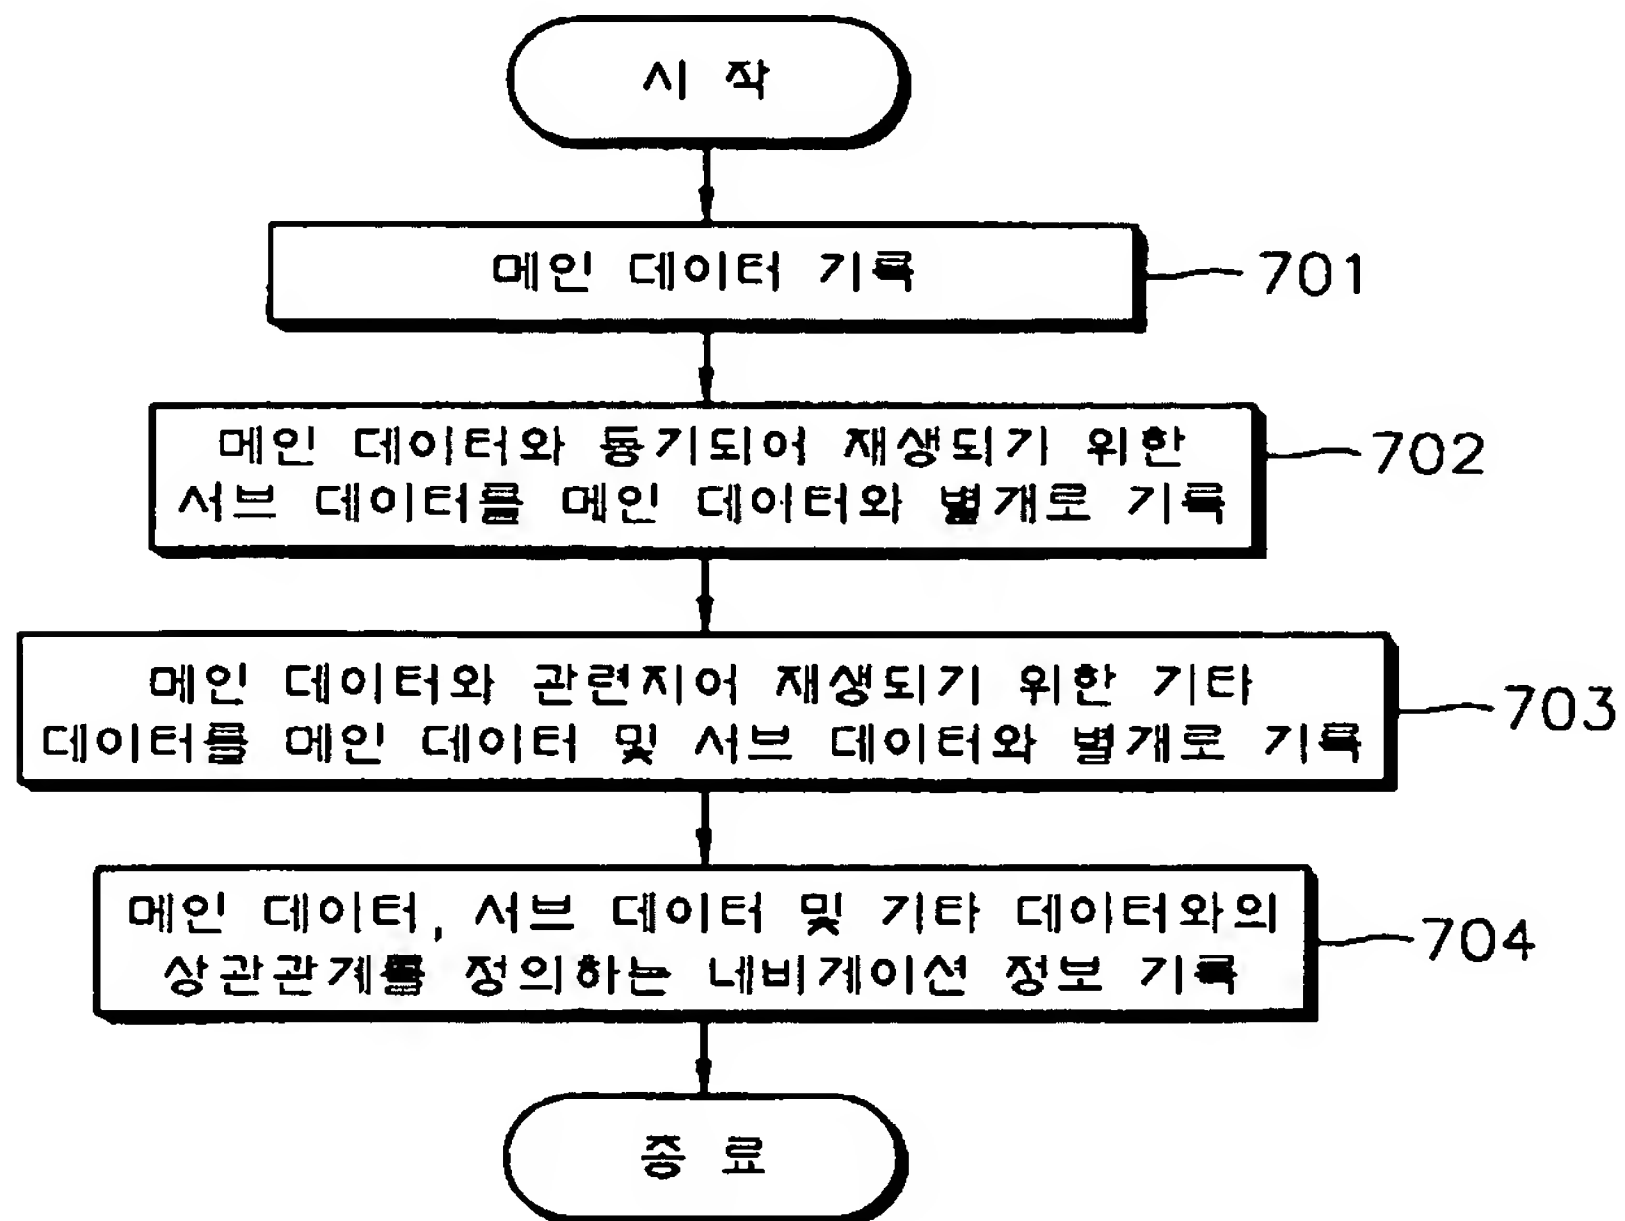 시 작
메인 데이터 기록
701
메인 데이터와 동기되어 재생되기 위한
702
서브 데이터를 메인 데이터와 별개로 기록
메인 데이터와 관련지어 재생되기 위한 기타
703
데이터를 메인 데이터 및 서브 데이터와 별개로 기록
메인 데이터, 서브 데이터 및 기타 데이터와의
704
상관관계를 정의하는 네비게이션 정보 기록
종 료